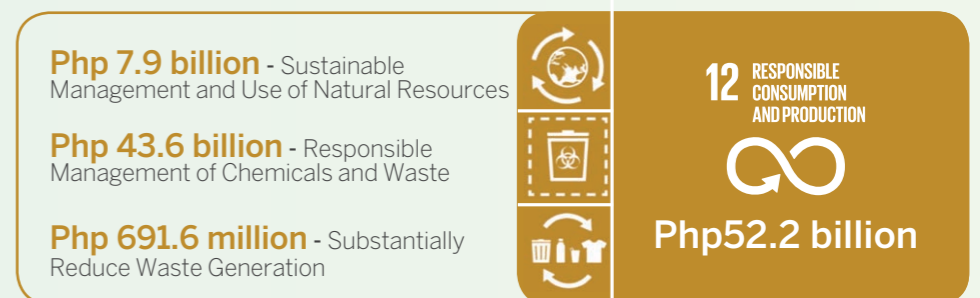 Php 7.9 billion - Sustainable
Management and Use of Natural Resources
Php 43.6 billion - Responsible
Management of Chemicals and Waste
Php 691.6 million - Substantially
Reduce Waste Generation
12 RESPONSIBLE
CONSUMPTION
AND PRODUCTION
Php52.2 billion